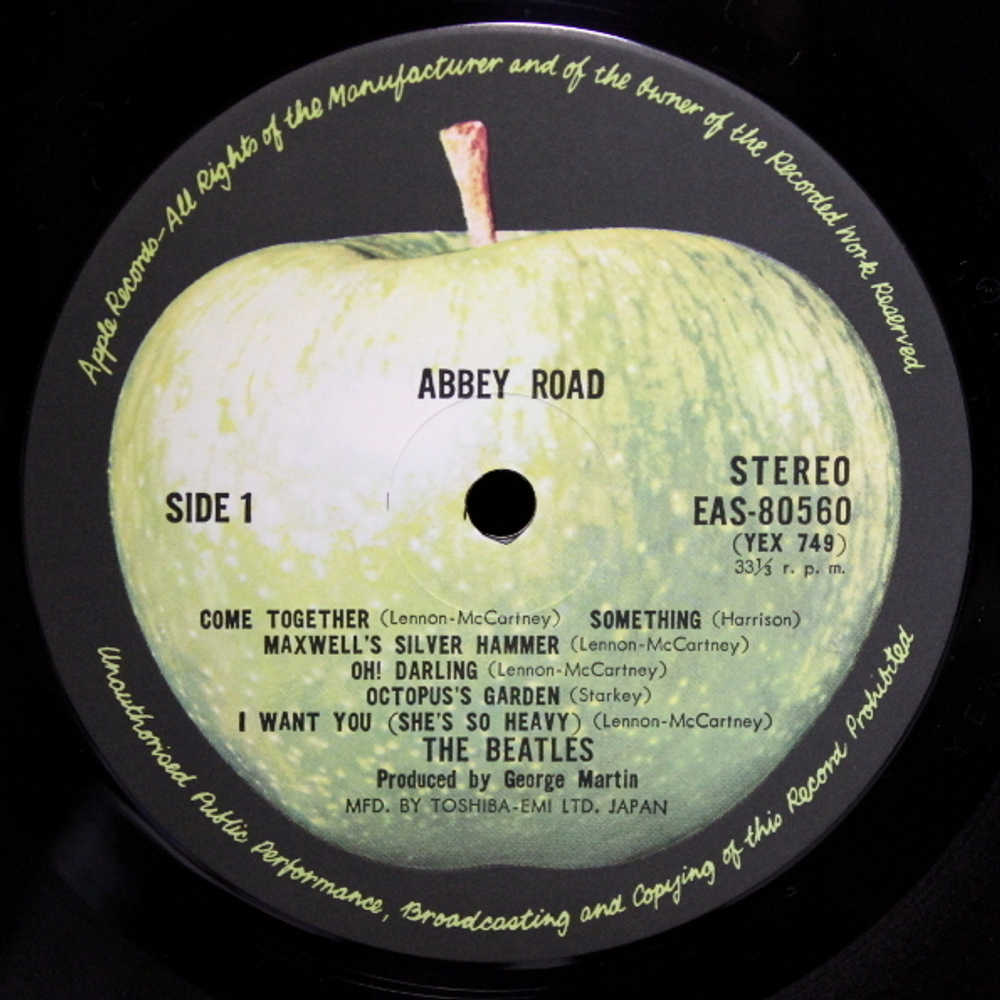 Apple Records—All Rights of the Manufacturer and of the Owner of the Recorded Work Reserved
ABBEY ROAD
SIDE 1
STEREO
EAS-80560
(YEX 749)
33⅓ r. p. m.
COME TOGETHER (Lennon-McCartney) SOMETHING (Harrison)
MAXWELL'S SILVER HAMMER (Lennon-McCartney)
OH! DARLING (Lennon-McCartney)
OCTOPUS'S GARDEN (Starkey)
I WANT YOU (SHE'S SO HEAVY) (Lennon-McCartney)
THE BEATLES
Produced by George Martin
MFD. BY TOSHIBA-EMI LTD. JAPAN
Unauthorised Public Performance, Broadcasting and Copying of this Record Prohibited